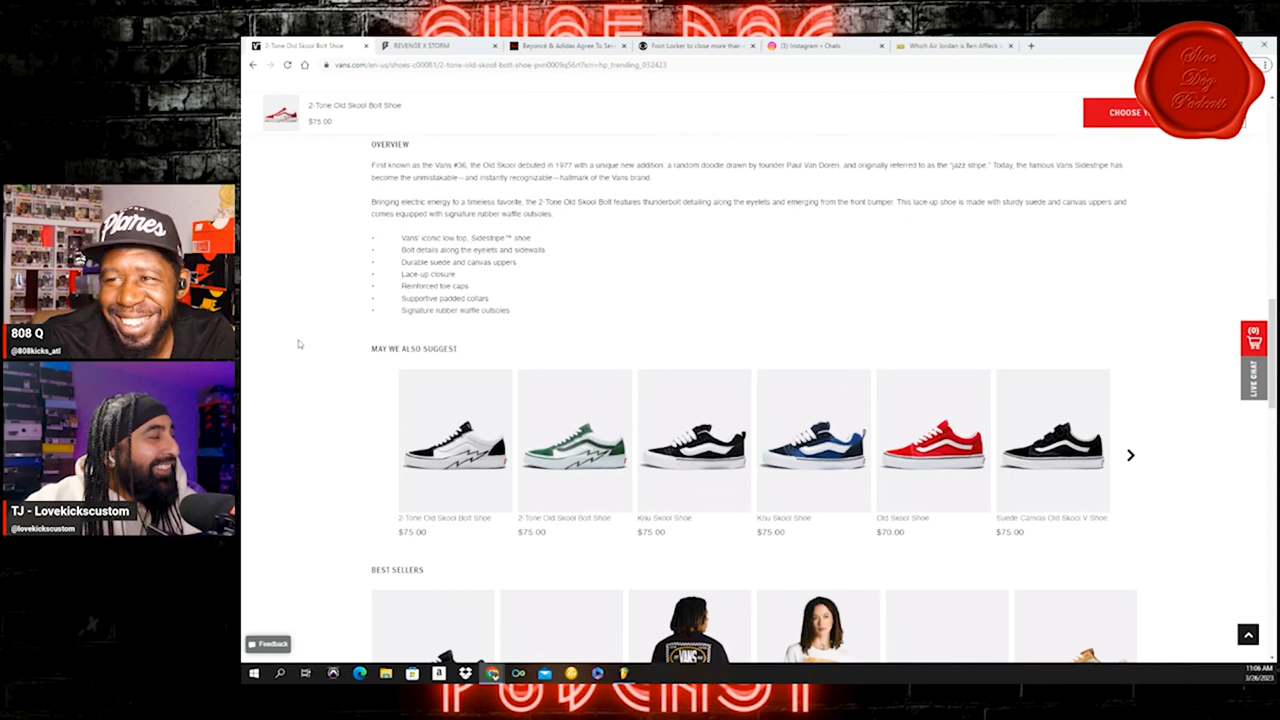 SHOE DOG
2-Tone Old Skool Bolt Shoe
REVENGE X STORM
Beyoncé & Adidas Agree To Se
Foot Locker to close more than
(3) Instagram • Chats
Which Air Jordan is Ben Affleck
vans.com/en-us/shoes-c00081/2-tone-old-skool-bolt-shoe-pvn0009q56rt?icn=hp_trending_032423
Shoe
Dog
Podcast
2-Tone Old Skool Bolt Shoe
$75.00
CHOOSE
OVERVIEW
First known as the Vans #36, the Old Skool debuted in 1977 with a unique new addition: a random doodle drawn by founder Paul Van Doren, and originally referred to as the "jazz stripe." Today, the famous Vans Sidestripe has
become the unmistakable—and instantly recognizable—hallmark of the Vans brand.
Bringing electric energy to a timeless favorite, the 2-Tone Old Skool Bolt features thunderbolt detailing along the eyelets and emerging from the front bumper. This lace-up shoe is made with sturdy suede and canvas uppers and
comes equipped with signature rubber waffle outsoles.
• Vans' iconic low top, Sidestripe™ shoe
• Bolt details along the eyelets and sidewalls
• Durable suede and canvas uppers
• Lace-up closure
• Reinforced toe caps
• Supportive padded collars
• Signature rubber waffle outsoles
Planes
808 Q
@808kicks_atl
TJ - Lovekickscustom
@lovekickscustom
(0)
LIVE CHAT
MAY WE ALSO SUGGEST
2-Tone Old Skool Bolt Shoe
$75.00
2-Tone Old Skool Bolt Shoe
$75.00
Knu Skool Shoe
$75.00
Knu Skool Shoe
$75.00
Old Skool Shoe
$70.00
Suede Canvas Old Skool V Shoe
$75.00
BEST SELLERS
VANS
Feedback
11:06 AM
3/26/2023
PODCAST